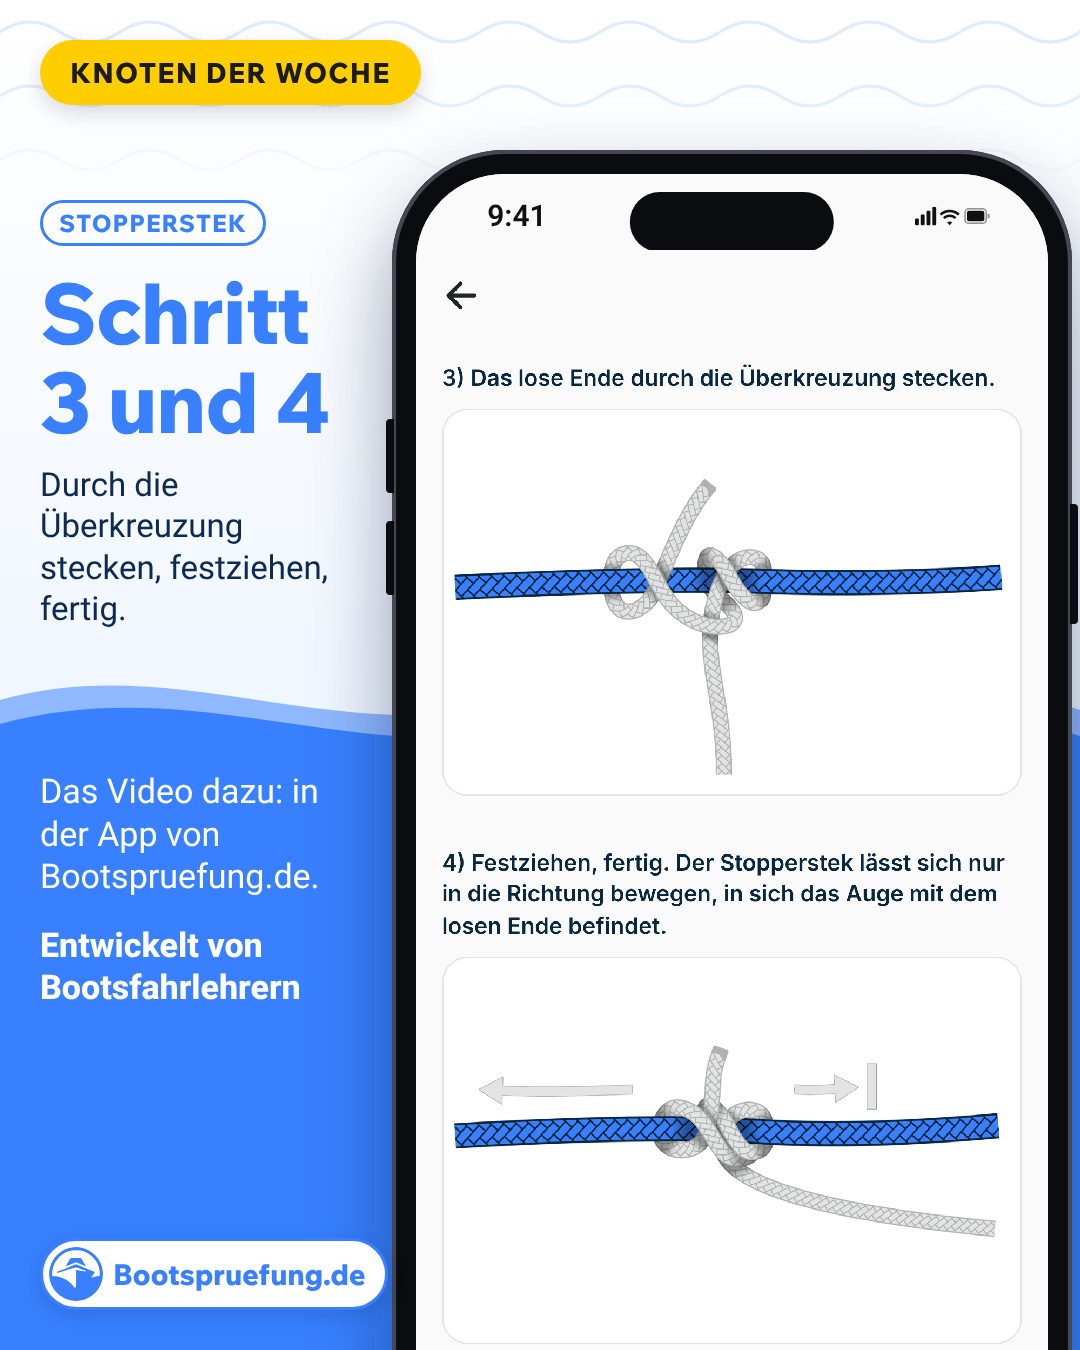 KNOTEN DER WOCHE
STOPPERSTEK
Schritt
3 und 4
Durch die
Überkreuzung
stecken, festziehen,
fertig.
Das Video dazu: in
der App von
Bootspruefung.de.
Entwickelt von
Bootsfahrlehrern
Bootspruefung.de
9:41
3) Das lose Ende durch die Überkreuzung stecken.
4) Festziehen, fertig. Der Stopperstek lässt sich nur
in die Richtung bewegen, in sich das Auge mit dem
losen Ende befindet.